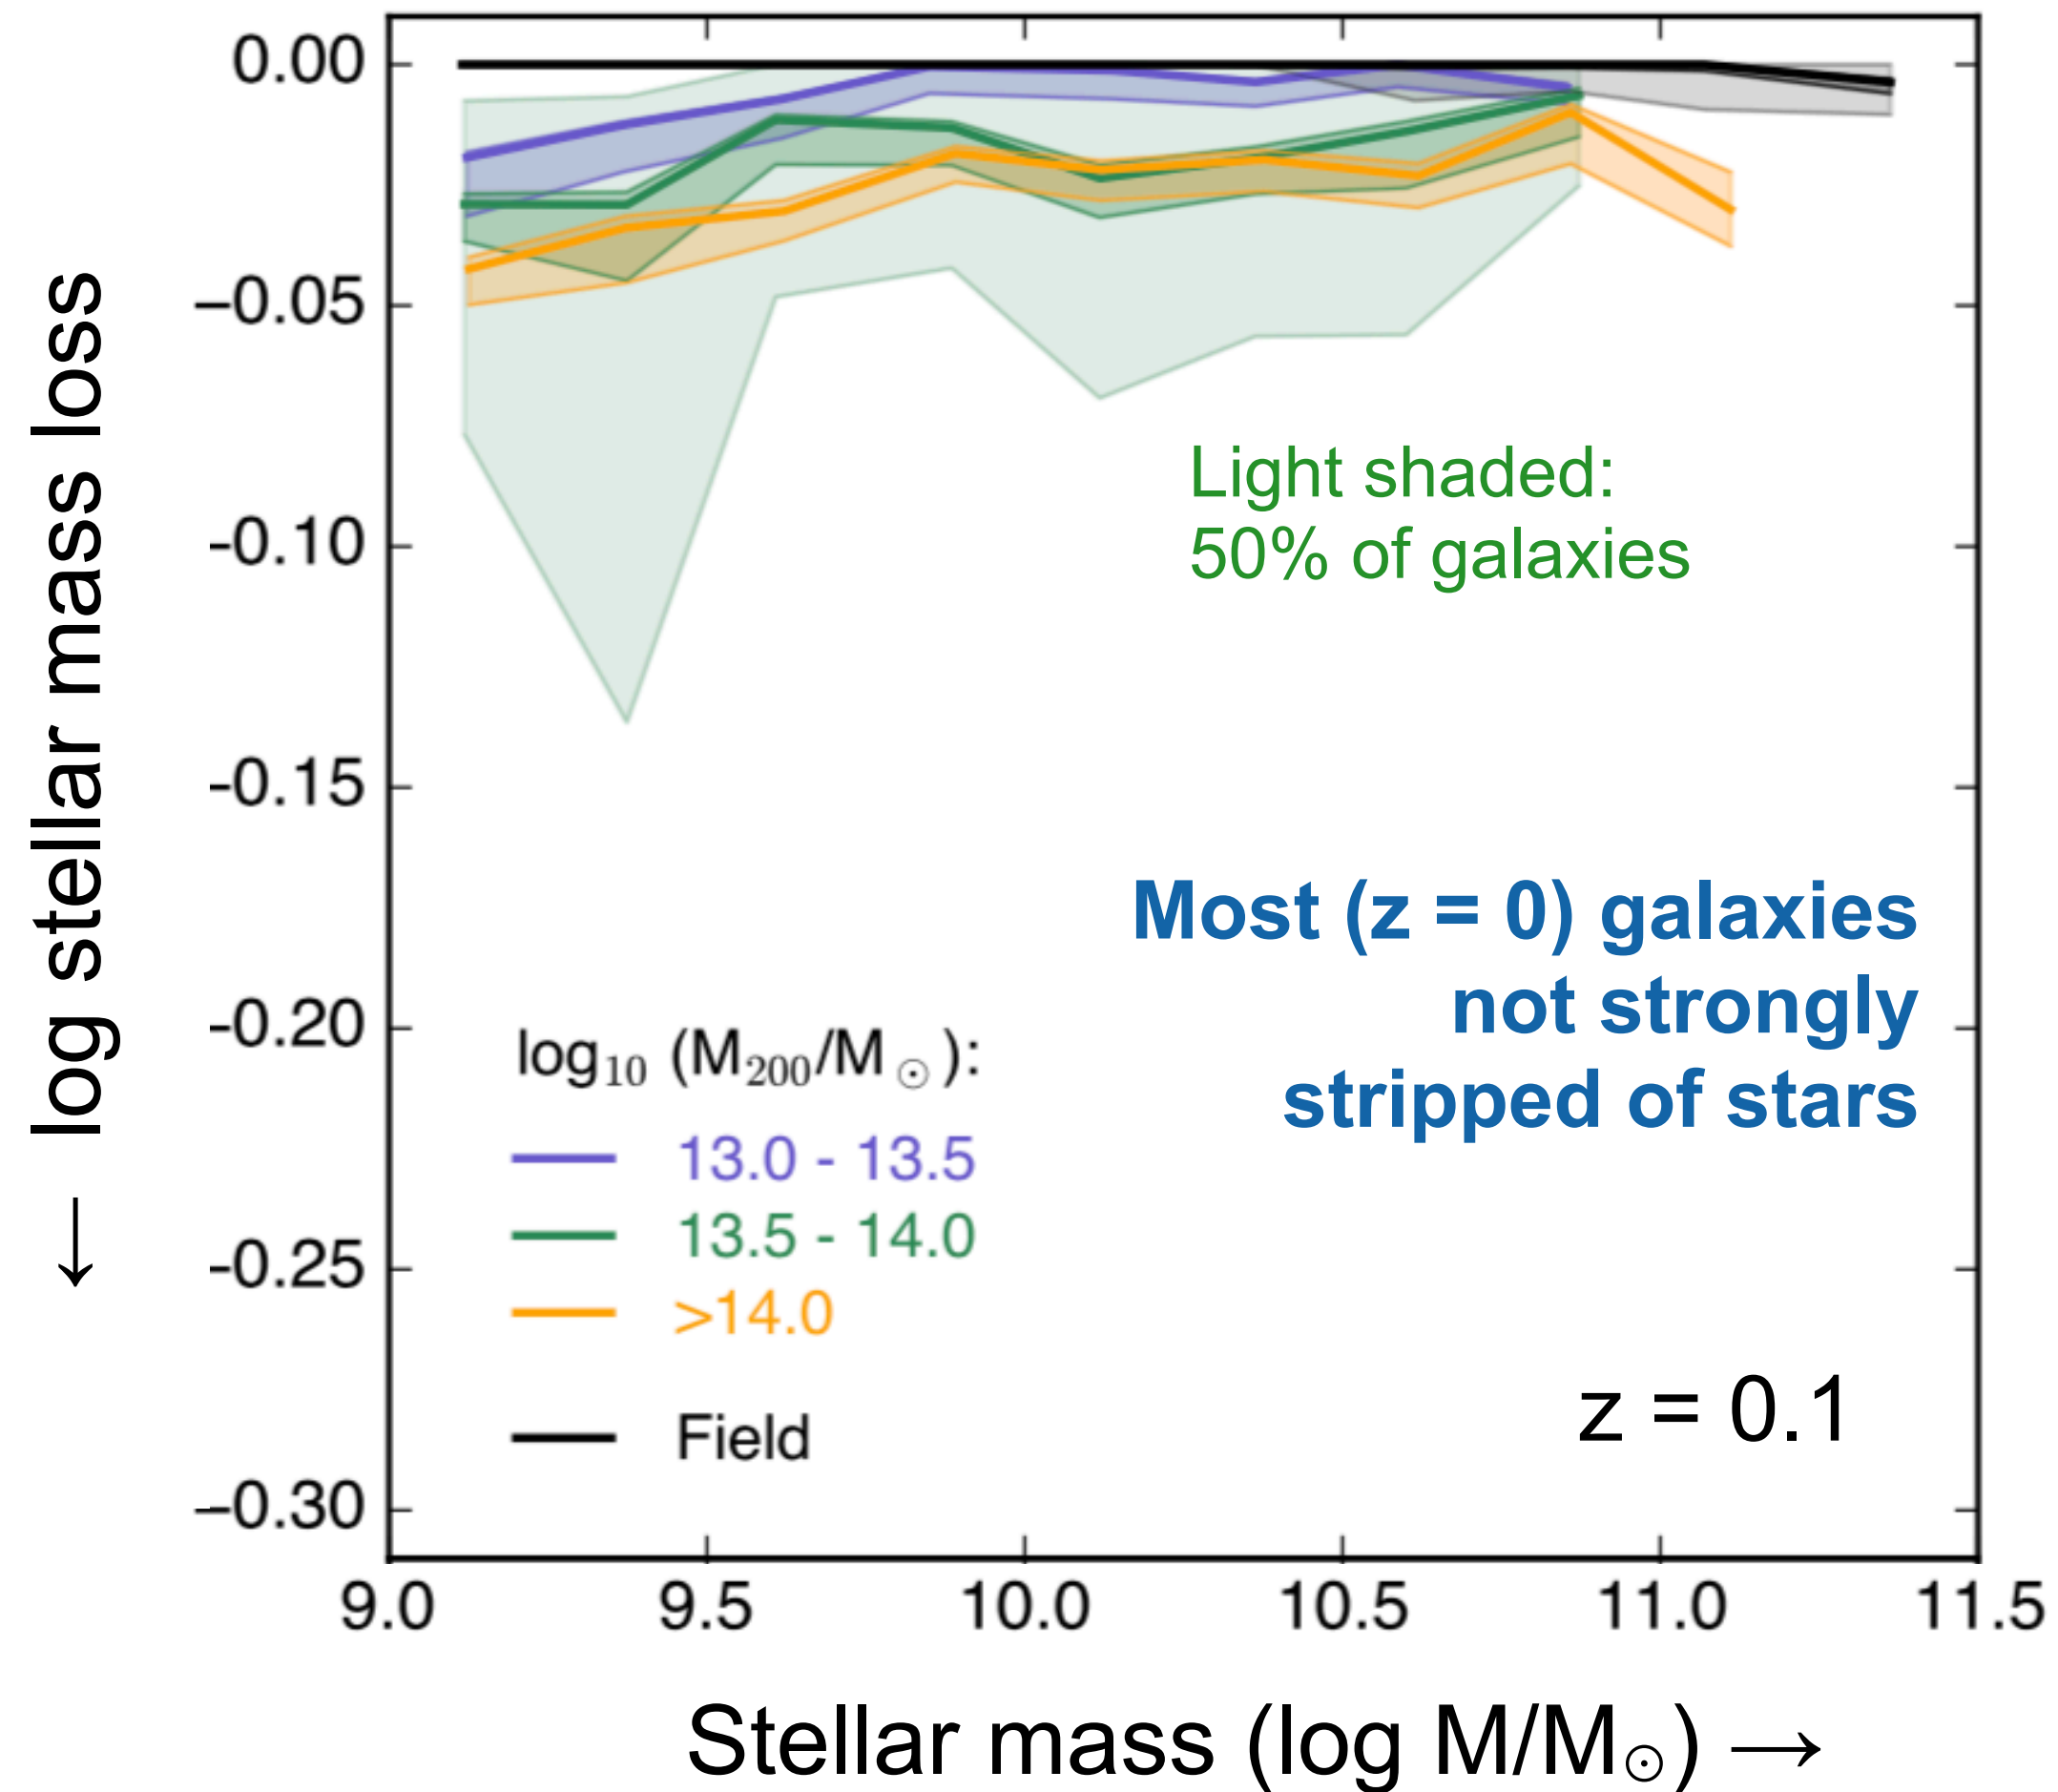 0.00
−0.05
-0.10
-0.15
-0.20
-0.25
−0.30
← log stellar mass loss
Light shaded:
50% of galaxies
Most (z = 0) galaxies
not strongly
stripped of stars
log₁₀ (M₂₀₀/M☉):
13.0 - 13.5
13.5 - 14.0
>14.0
Field
z = 0.1
9.0 9.5 10.0 10.5 11.0 11.5
Stellar mass (log M/M☉) →